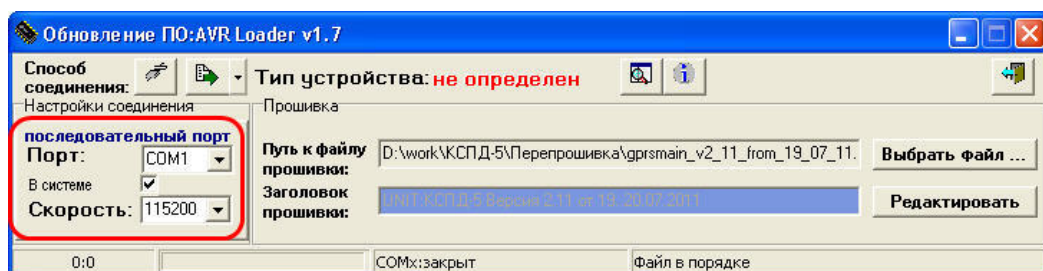 Обновление ПО:AVR Loader v1.7
Способ соединения:
Тип устройства: не определен
Настройки соединения
Прошивка
последовательный порт
Порт: COM1
В системе
Скорость: 115200
Путь к файлу прошивки:
D:\work\КСПД-5\Перепрошивка\gprsmain_v2_11_from_19_07_11.
Выбрать файл ...
Заголовок прошивки:
UNIT:КСПД-5 Версия 2.11 от 19. 20.07.2011
Редактировать
0:0
COMx:закрыт
Файл в порядке